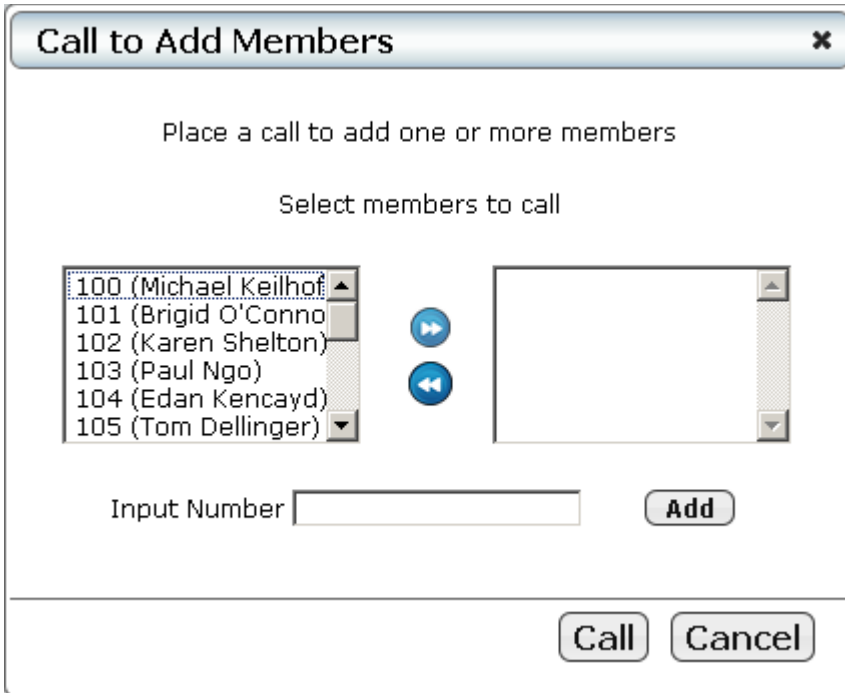 Call to Add Members
Place a call to add one or more members
Select members to call
100 (Michael Keilhof
101 (Brigid O'Conno
102 (Karen Shelton)
103 (Paul Ngo)
104 (Edan Kencayd)
105 (Tom Dellinger)
Input Number
Add
Call
Cancel